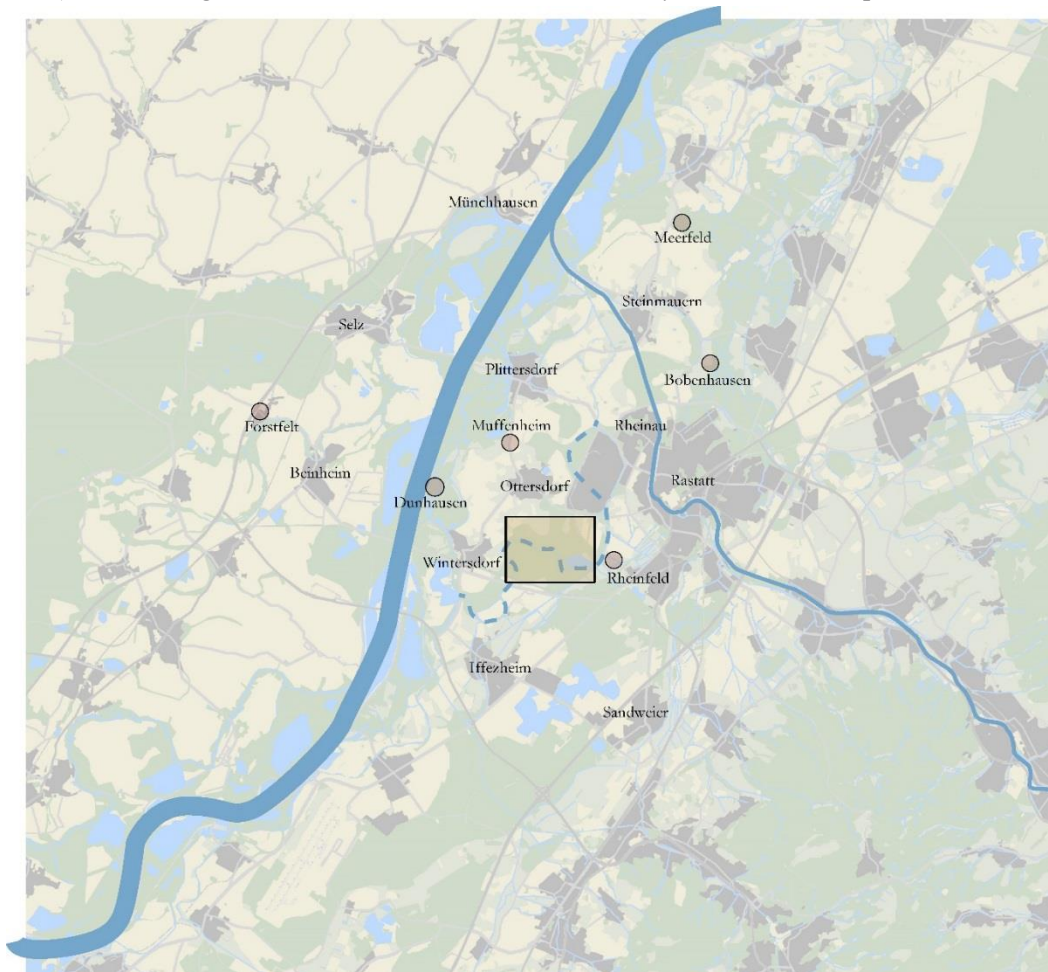 Münchhausen
Meerfeld
Steinmauern
Selz
Plittersdorf
Bobenhausen
Forstfelt
Muffenheim
Rheinau
Beinheim
Ottersdorf
Rastatt
Dunhausen
Wintersdorf
Rheinfeld
Iffezheim
Sandweier